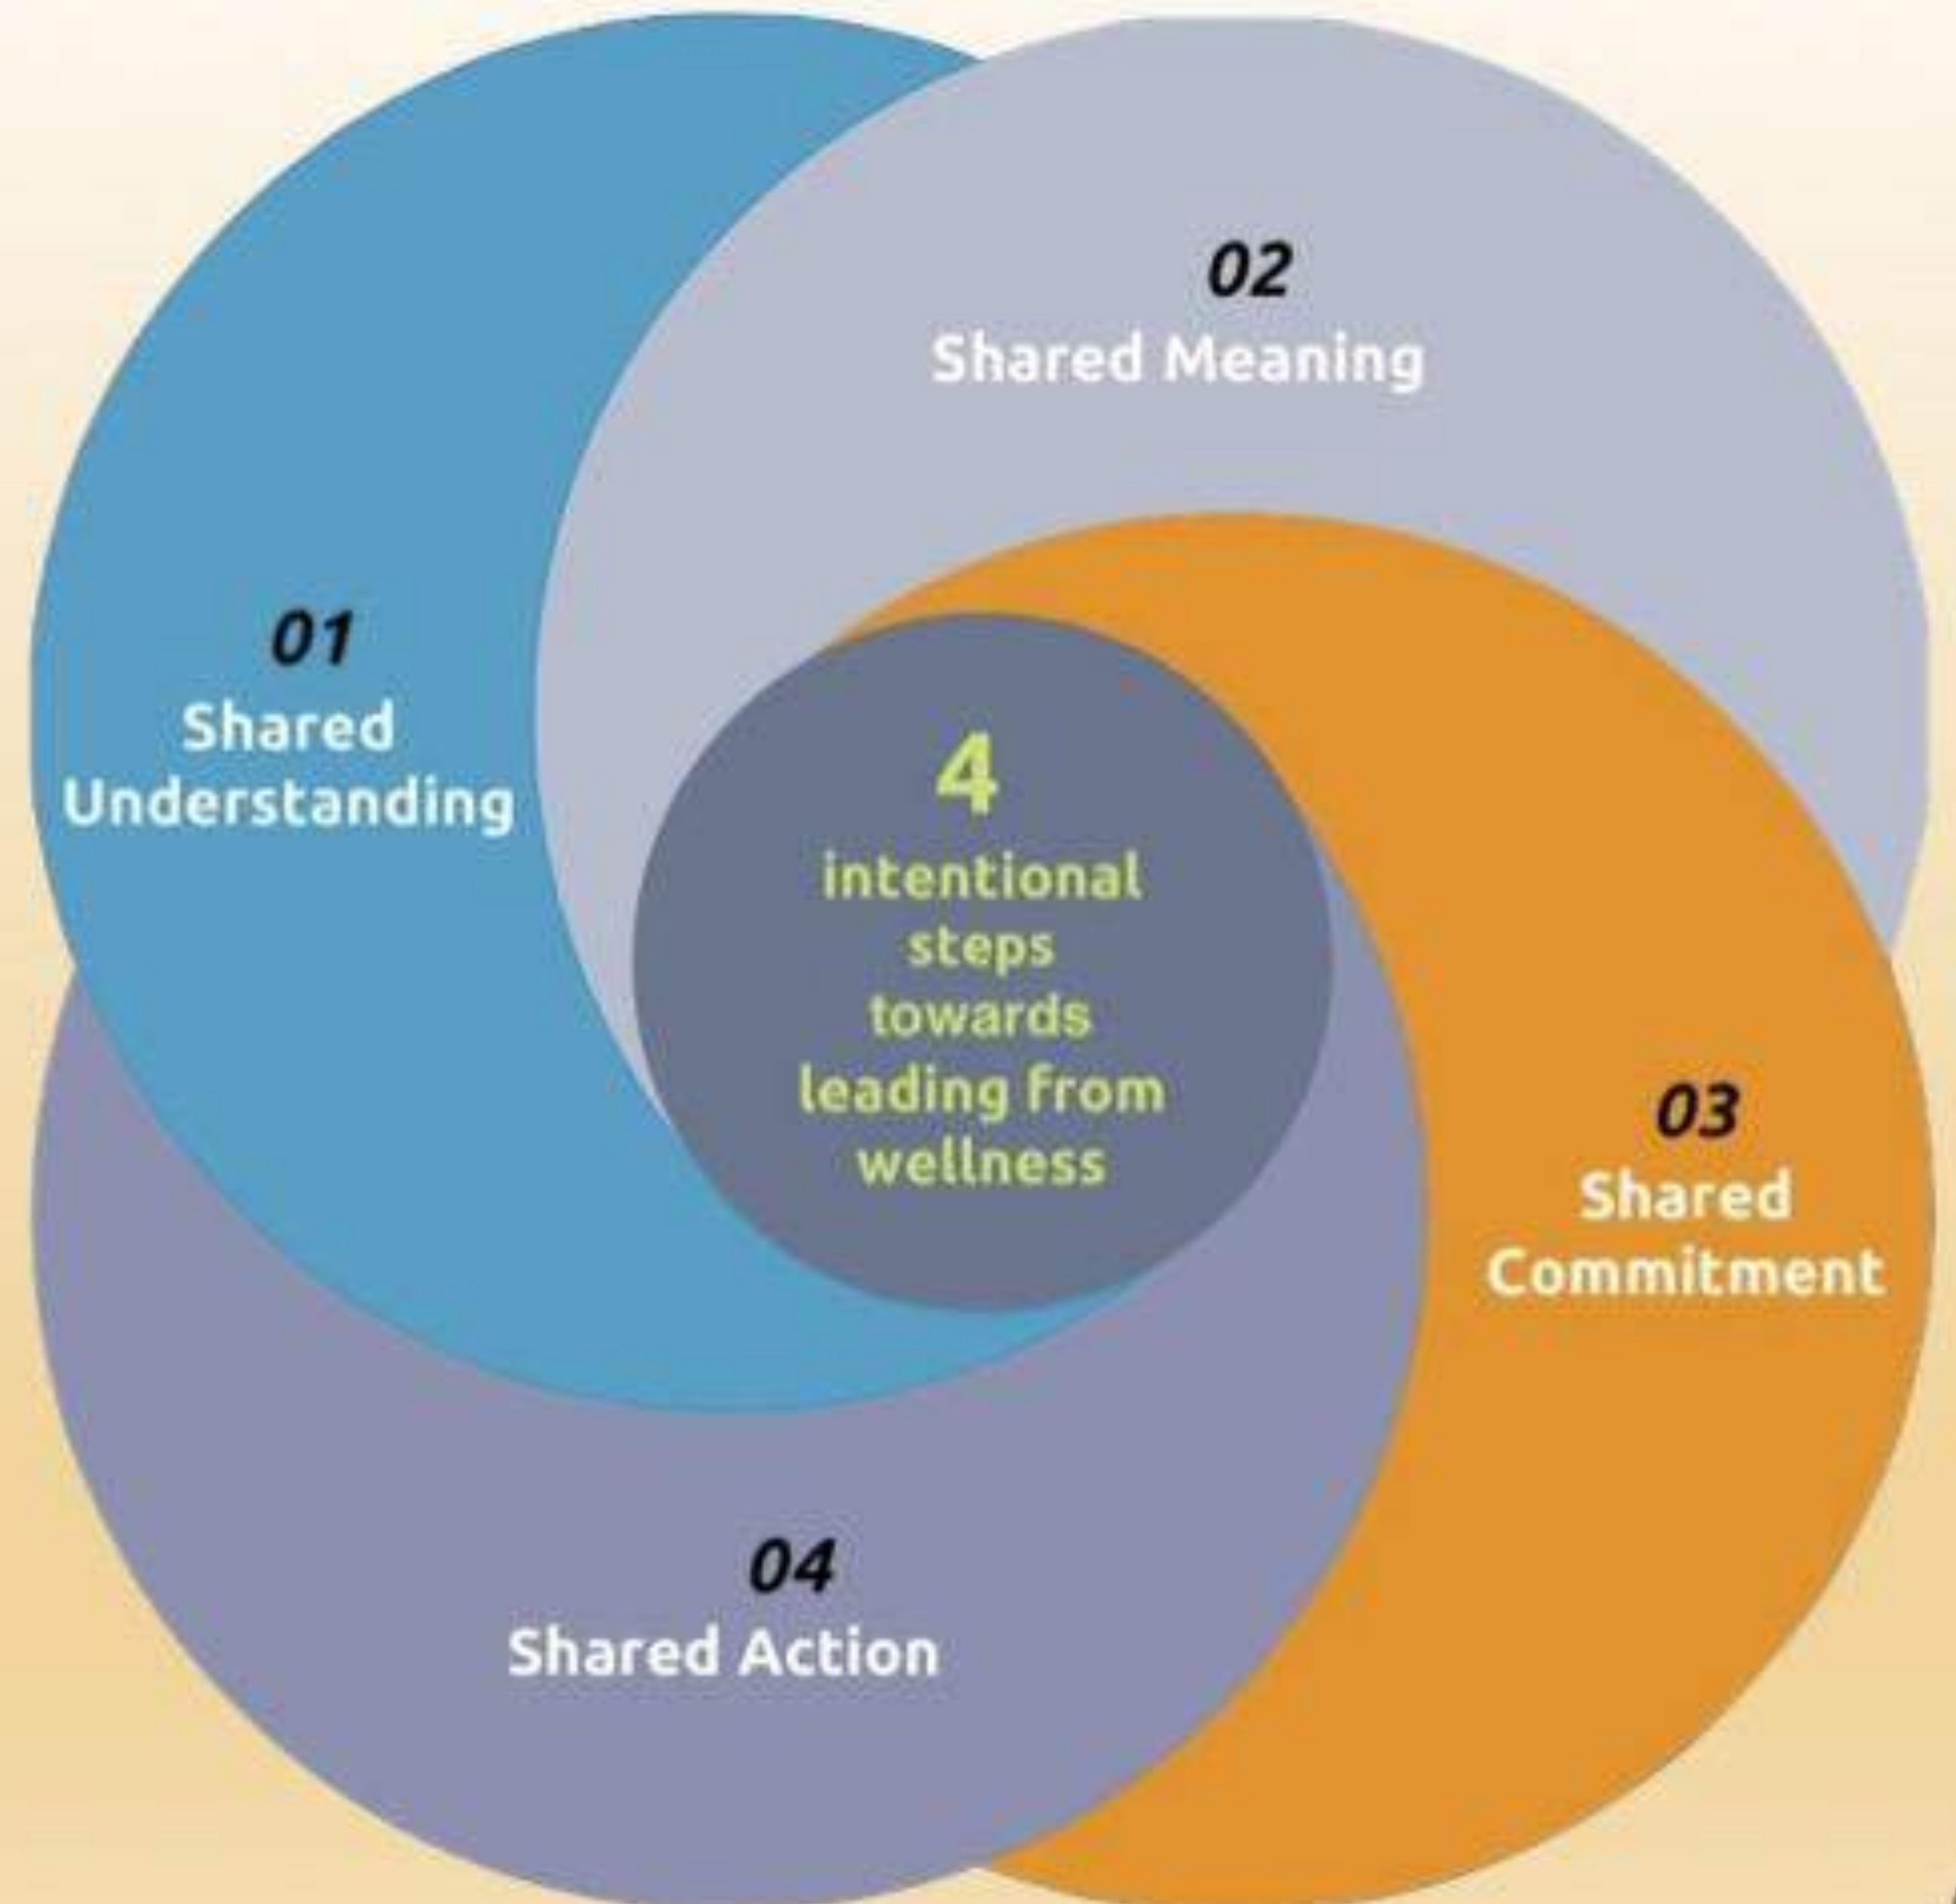 01
Shared
Understanding
02
Shared Meaning
03
Shared
Commitment
04
Shared Action
4
intentional
steps
towards
leading from
wellness